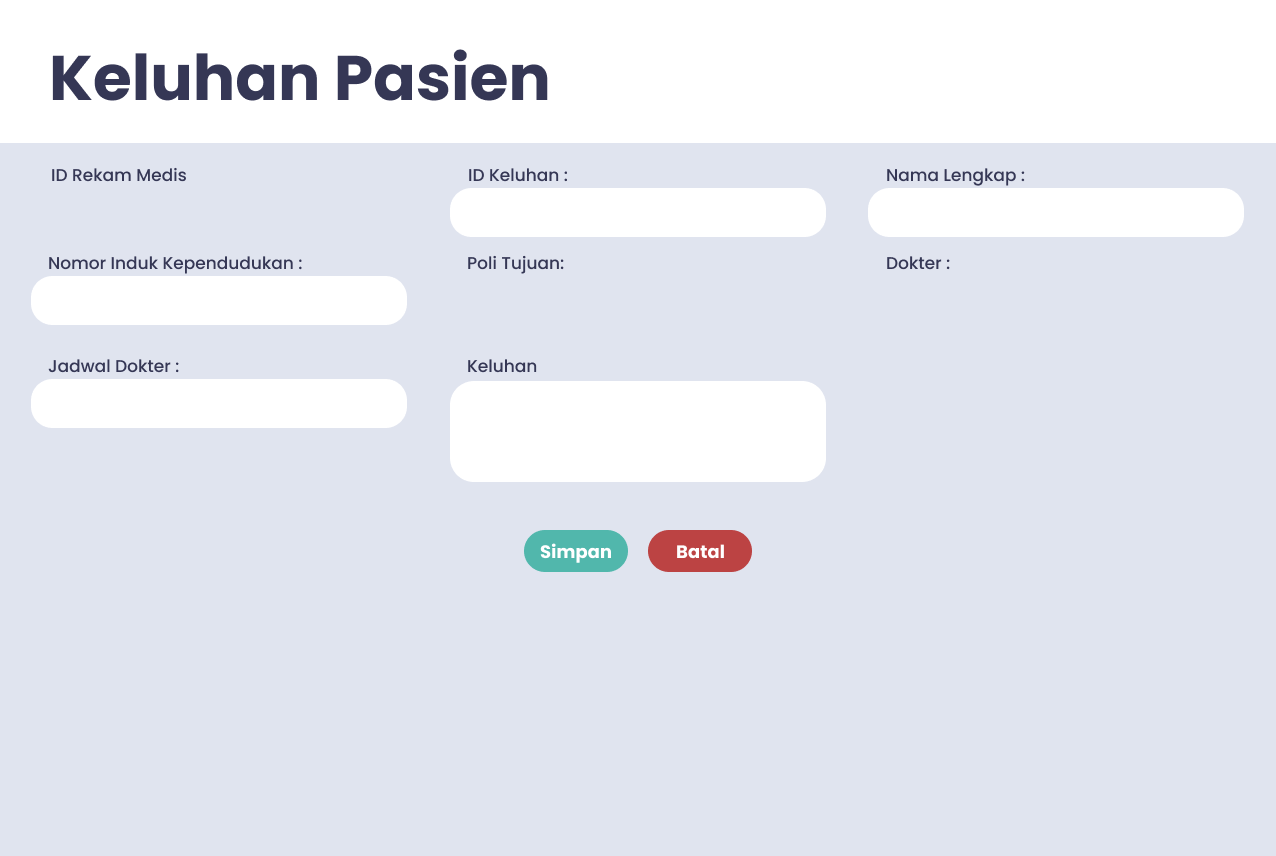 Keluhan Pasien
ID Rekam Medis
ID Keluhan :
Nama Lengkap :
Nomor Induk Kependudukan :
Poli Tujuan:
Dokter :
Jadwal Dokter :
Keluhan
Simpan
Batal